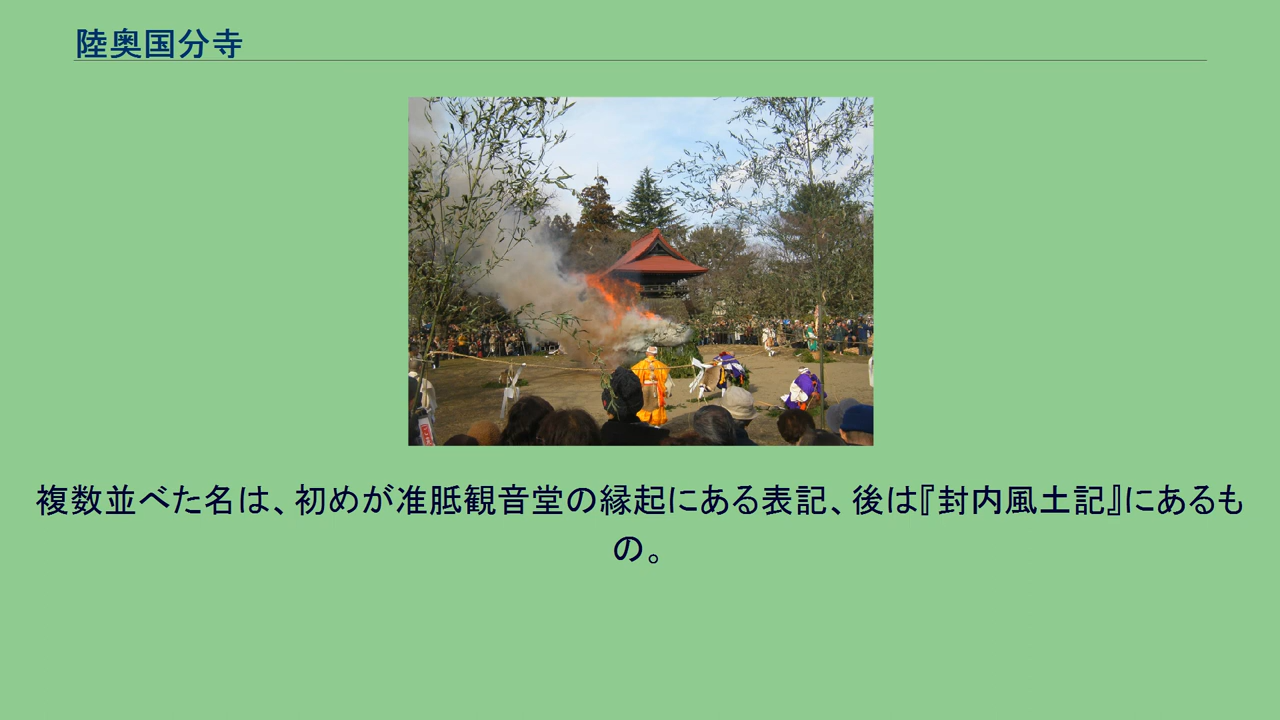 陸奥国分寺
複数並べた名は、初めが准胝観音堂の縁起にある表記、後は『封内風土記』にあるも
の。